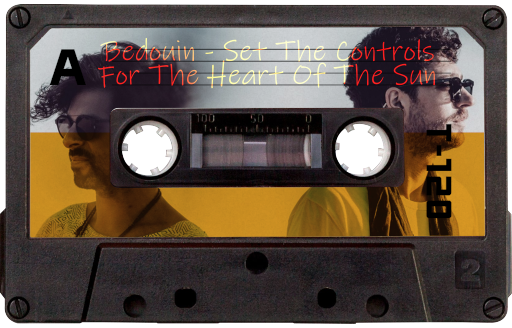 A
Bedouin - Set The Controls
For The Heart Of The Sun
100 50 0
T-120
2